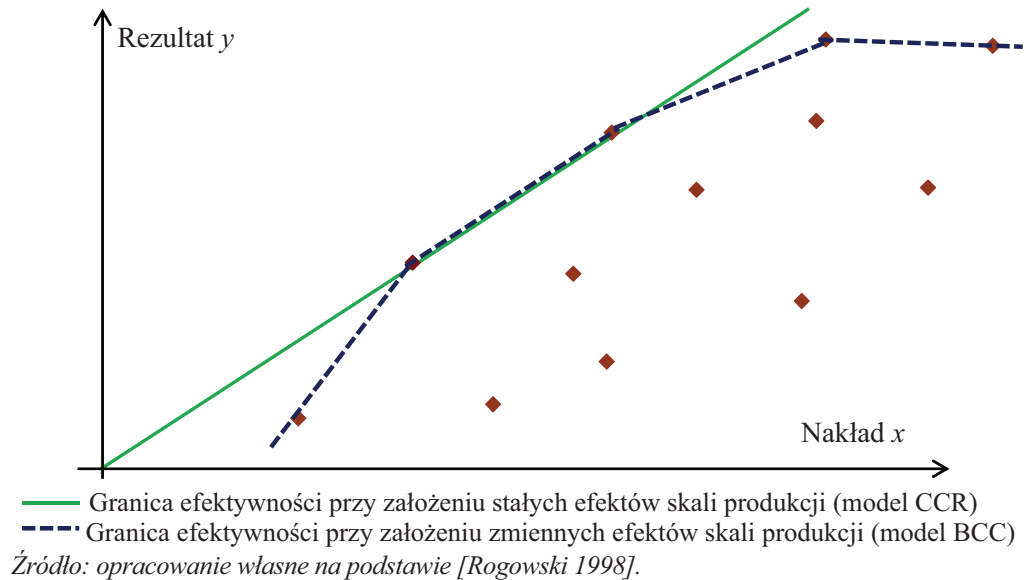 Rezultat y
Nakład x
Granica efektywności przy założeniu stałych efektów skali produkcji (model CCR)
Granica efektywności przy założeniu zmiennych efektów skali produkcji (model BCC)
Źródło: opracowanie własne na podstawie [Rogowski 1998].